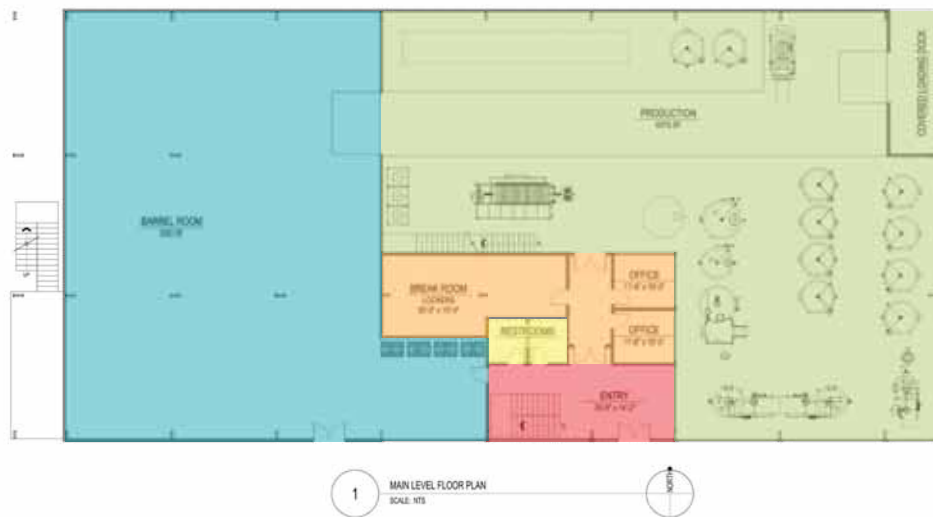 PRODUCTION
COVERED LOADING DOCK
BARREL ROOM
BREAK ROOM
LOCKERS
OFFICE
OFFICE
RESTROOMS
ENTRY
1
MAIN LEVEL FLOOR PLAN
SCALE: NTS
NORTH